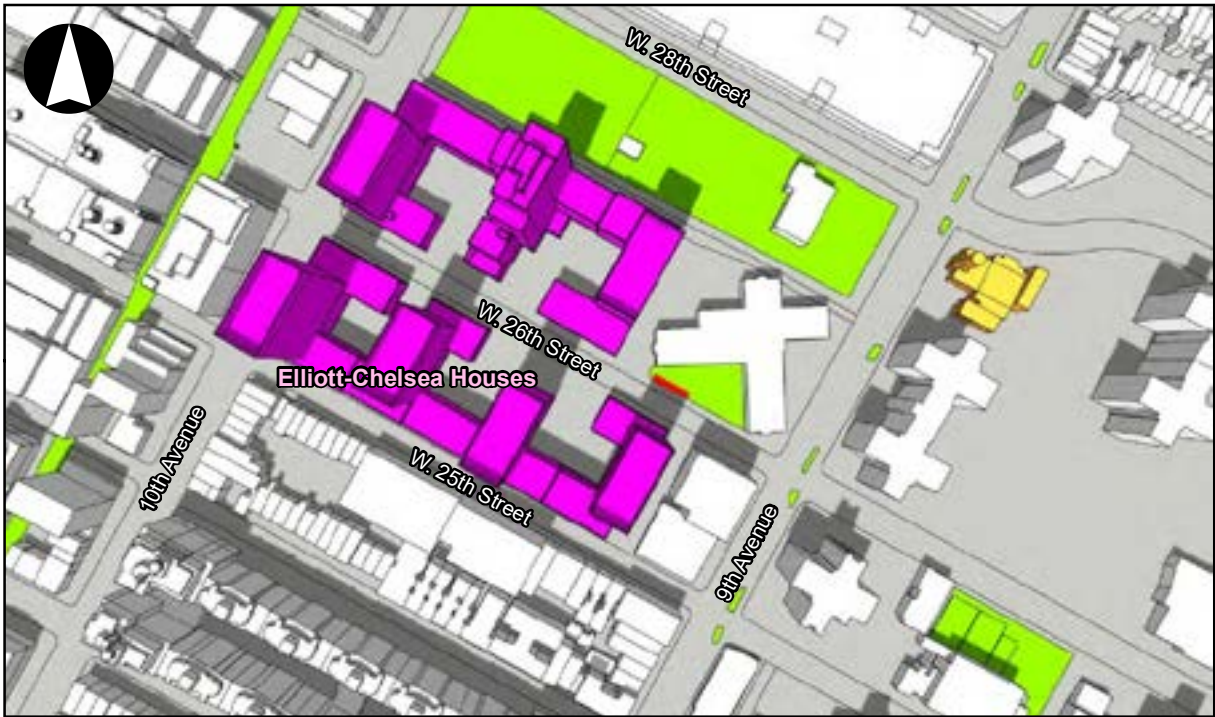 W. 28th Street
W. 26th Street
Elliott-Chelsea Houses
10th Avenue
W. 25th Street
9th Avenue